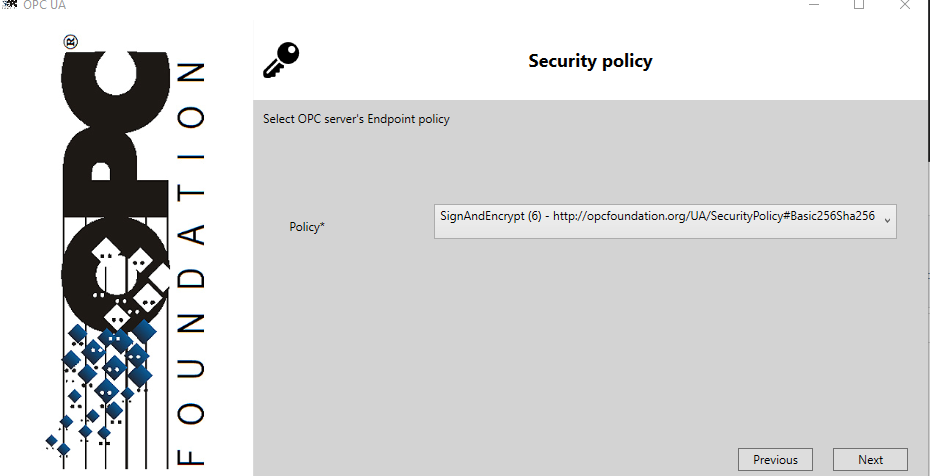 OPC UA
OPC®
FOUNDATION
Security policy
Select OPC server's Endpoint policy
Policy*
SignAndEncrypt (6) - http://opcfoundation.org/UA/SecurityPolicy#Basic256Sha256
Previous
Next